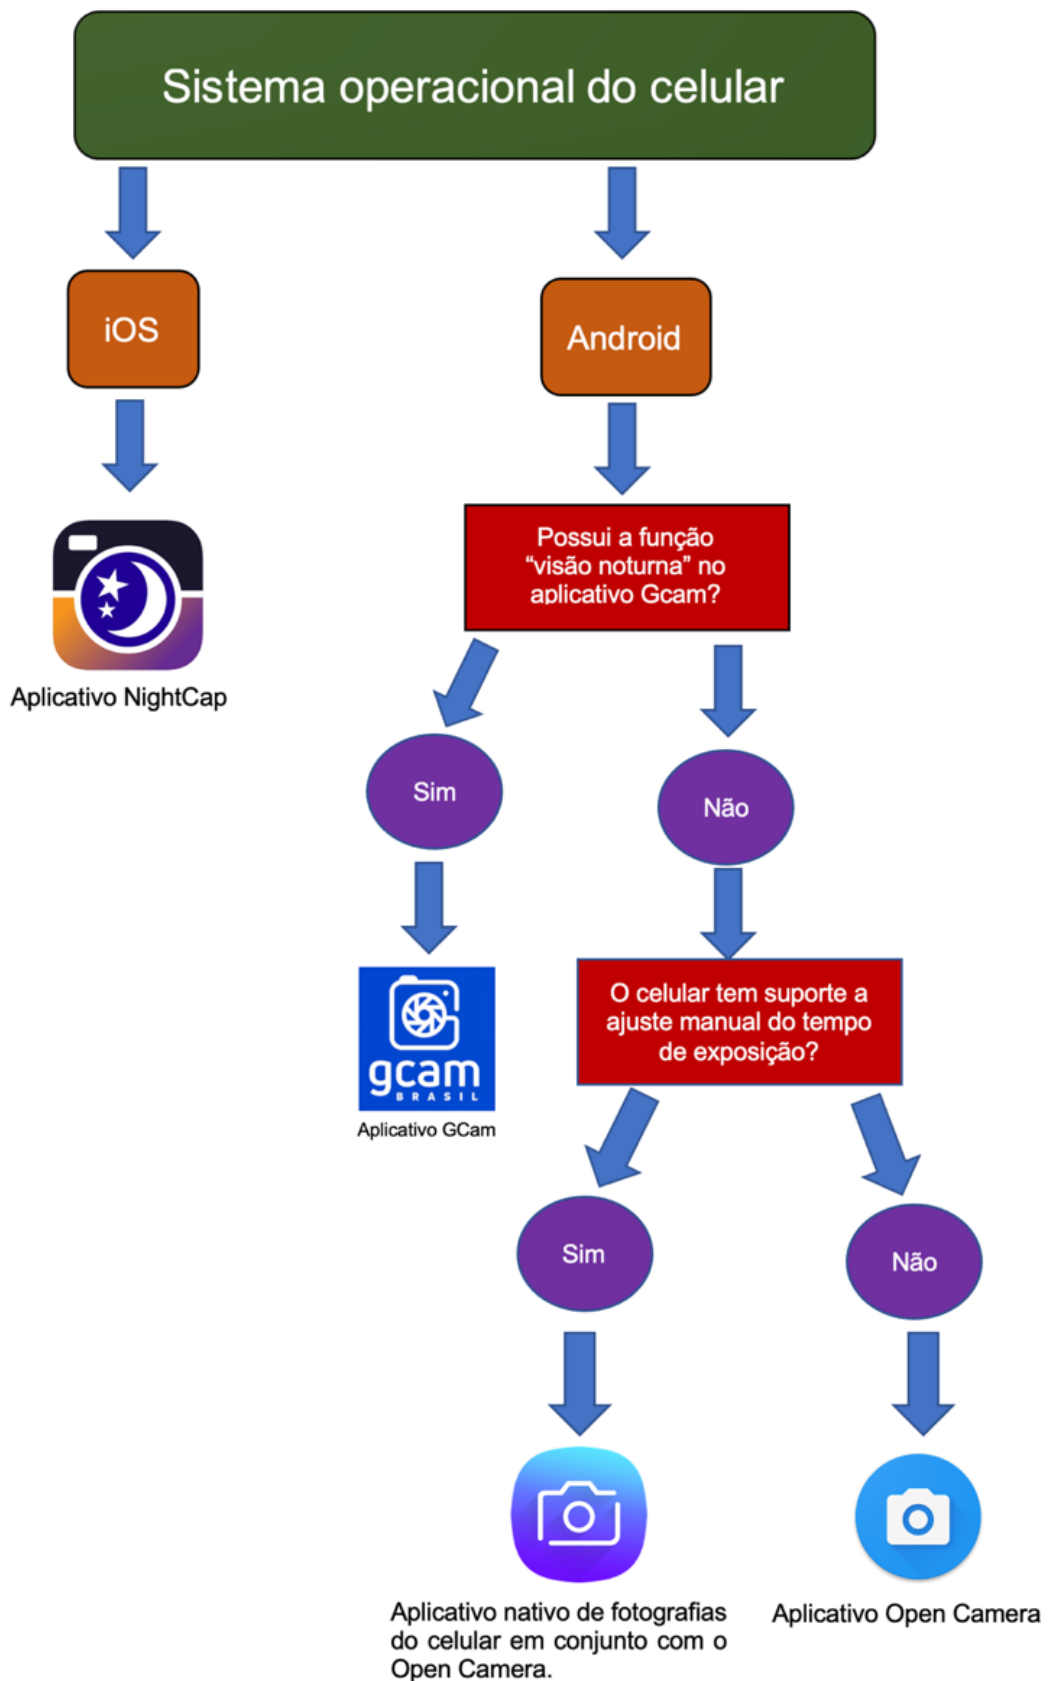 Sistema operacional do celular
iOS
Android
Possui a função
“visão noturna” no
aplicativo Gcam?
Aplicativo NightCap
Sim
Não
gcam
BRASIL
Aplicativo GCam
O celular tem suporte a
ajuste manual do tempo
de exposição?
Sim
Não
Aplicativo nativo de fotografias
do celular em conjunto com o
Open Camera.
Aplicativo Open Camera